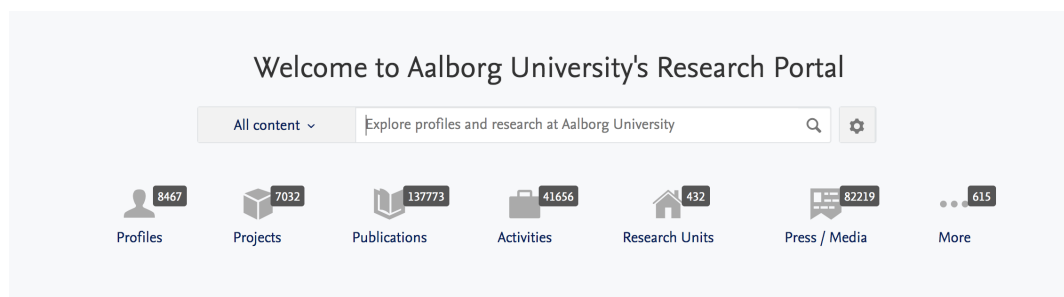 Welcome to Aalborg University's Research Portal
All content
Explore profiles and research at Aalborg University
8467
7032
137773
41656
432
82219
615
Profiles
Projects
Publications
Activities
Research Units
Press / Media
More